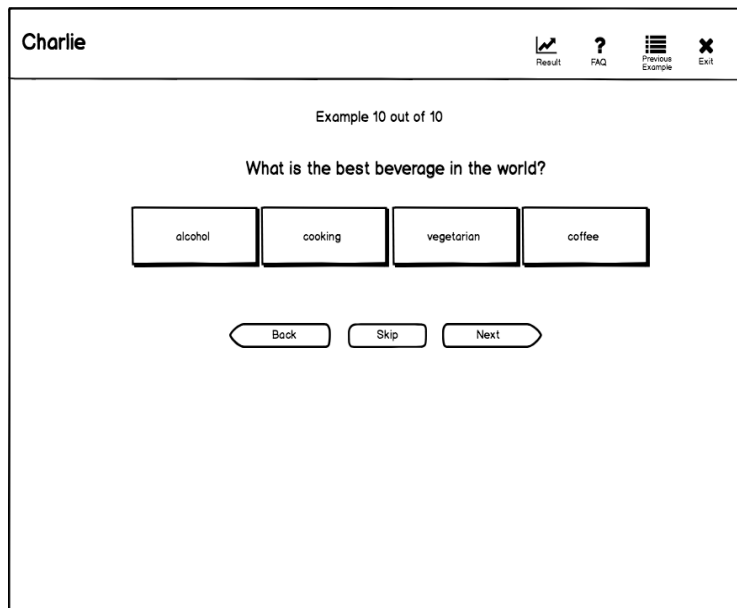 Charlie
Result
FAQ
Previous
Example
Exit
Example 10 out of 10
What is the best beverage in the world?
alcohol
cooking
vegetarian
coffee
Back
Skip
Next